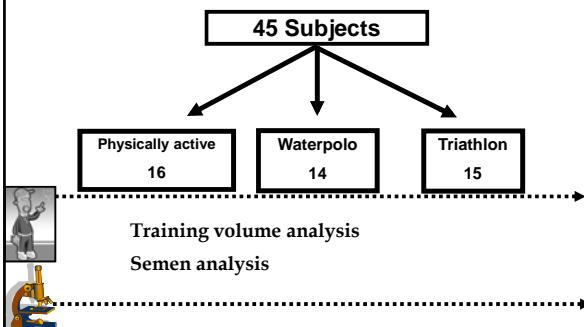 45 Subjects
Physically active
16
Waterpolo
14
Triathlon
15
Training volume analysis
Semen analysis